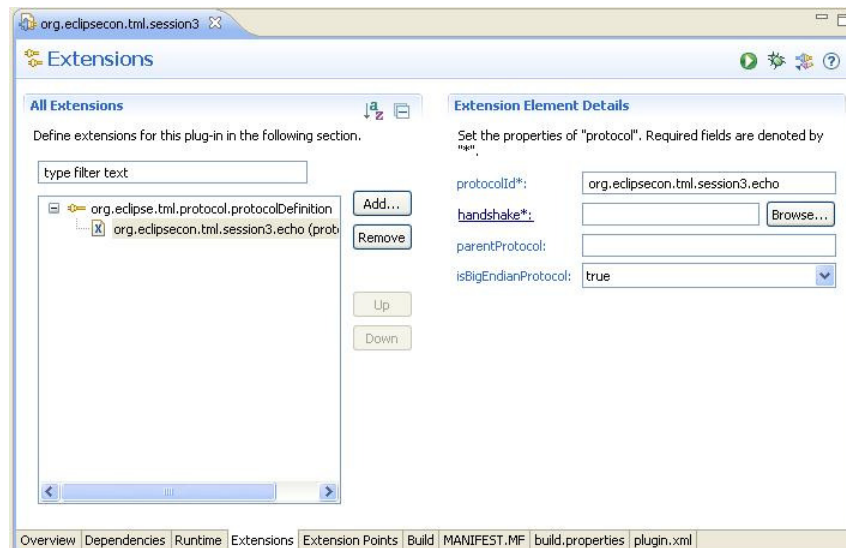 org.eclipsecon.tml.session3
Extensions
All Extensions
Define extensions for this plug-in in the following section.
type filter text
org.eclipse.tml.protocol.protocolDefinition
org.eclipsecon.tml.session3.echo (prot
Add...
Remove
Up
Down
Extension Element Details
Set the properties of "protocol". Required fields are denoted by
"*".
protocolId*: org.eclipsecon.tml.session3.echo
handshake*: Browse...
parentProtocol:
isBigEndianProtocol: true
Overview Dependencies Runtime Extensions Extension Points Build MANIFEST.MF build.properties plugin.xml